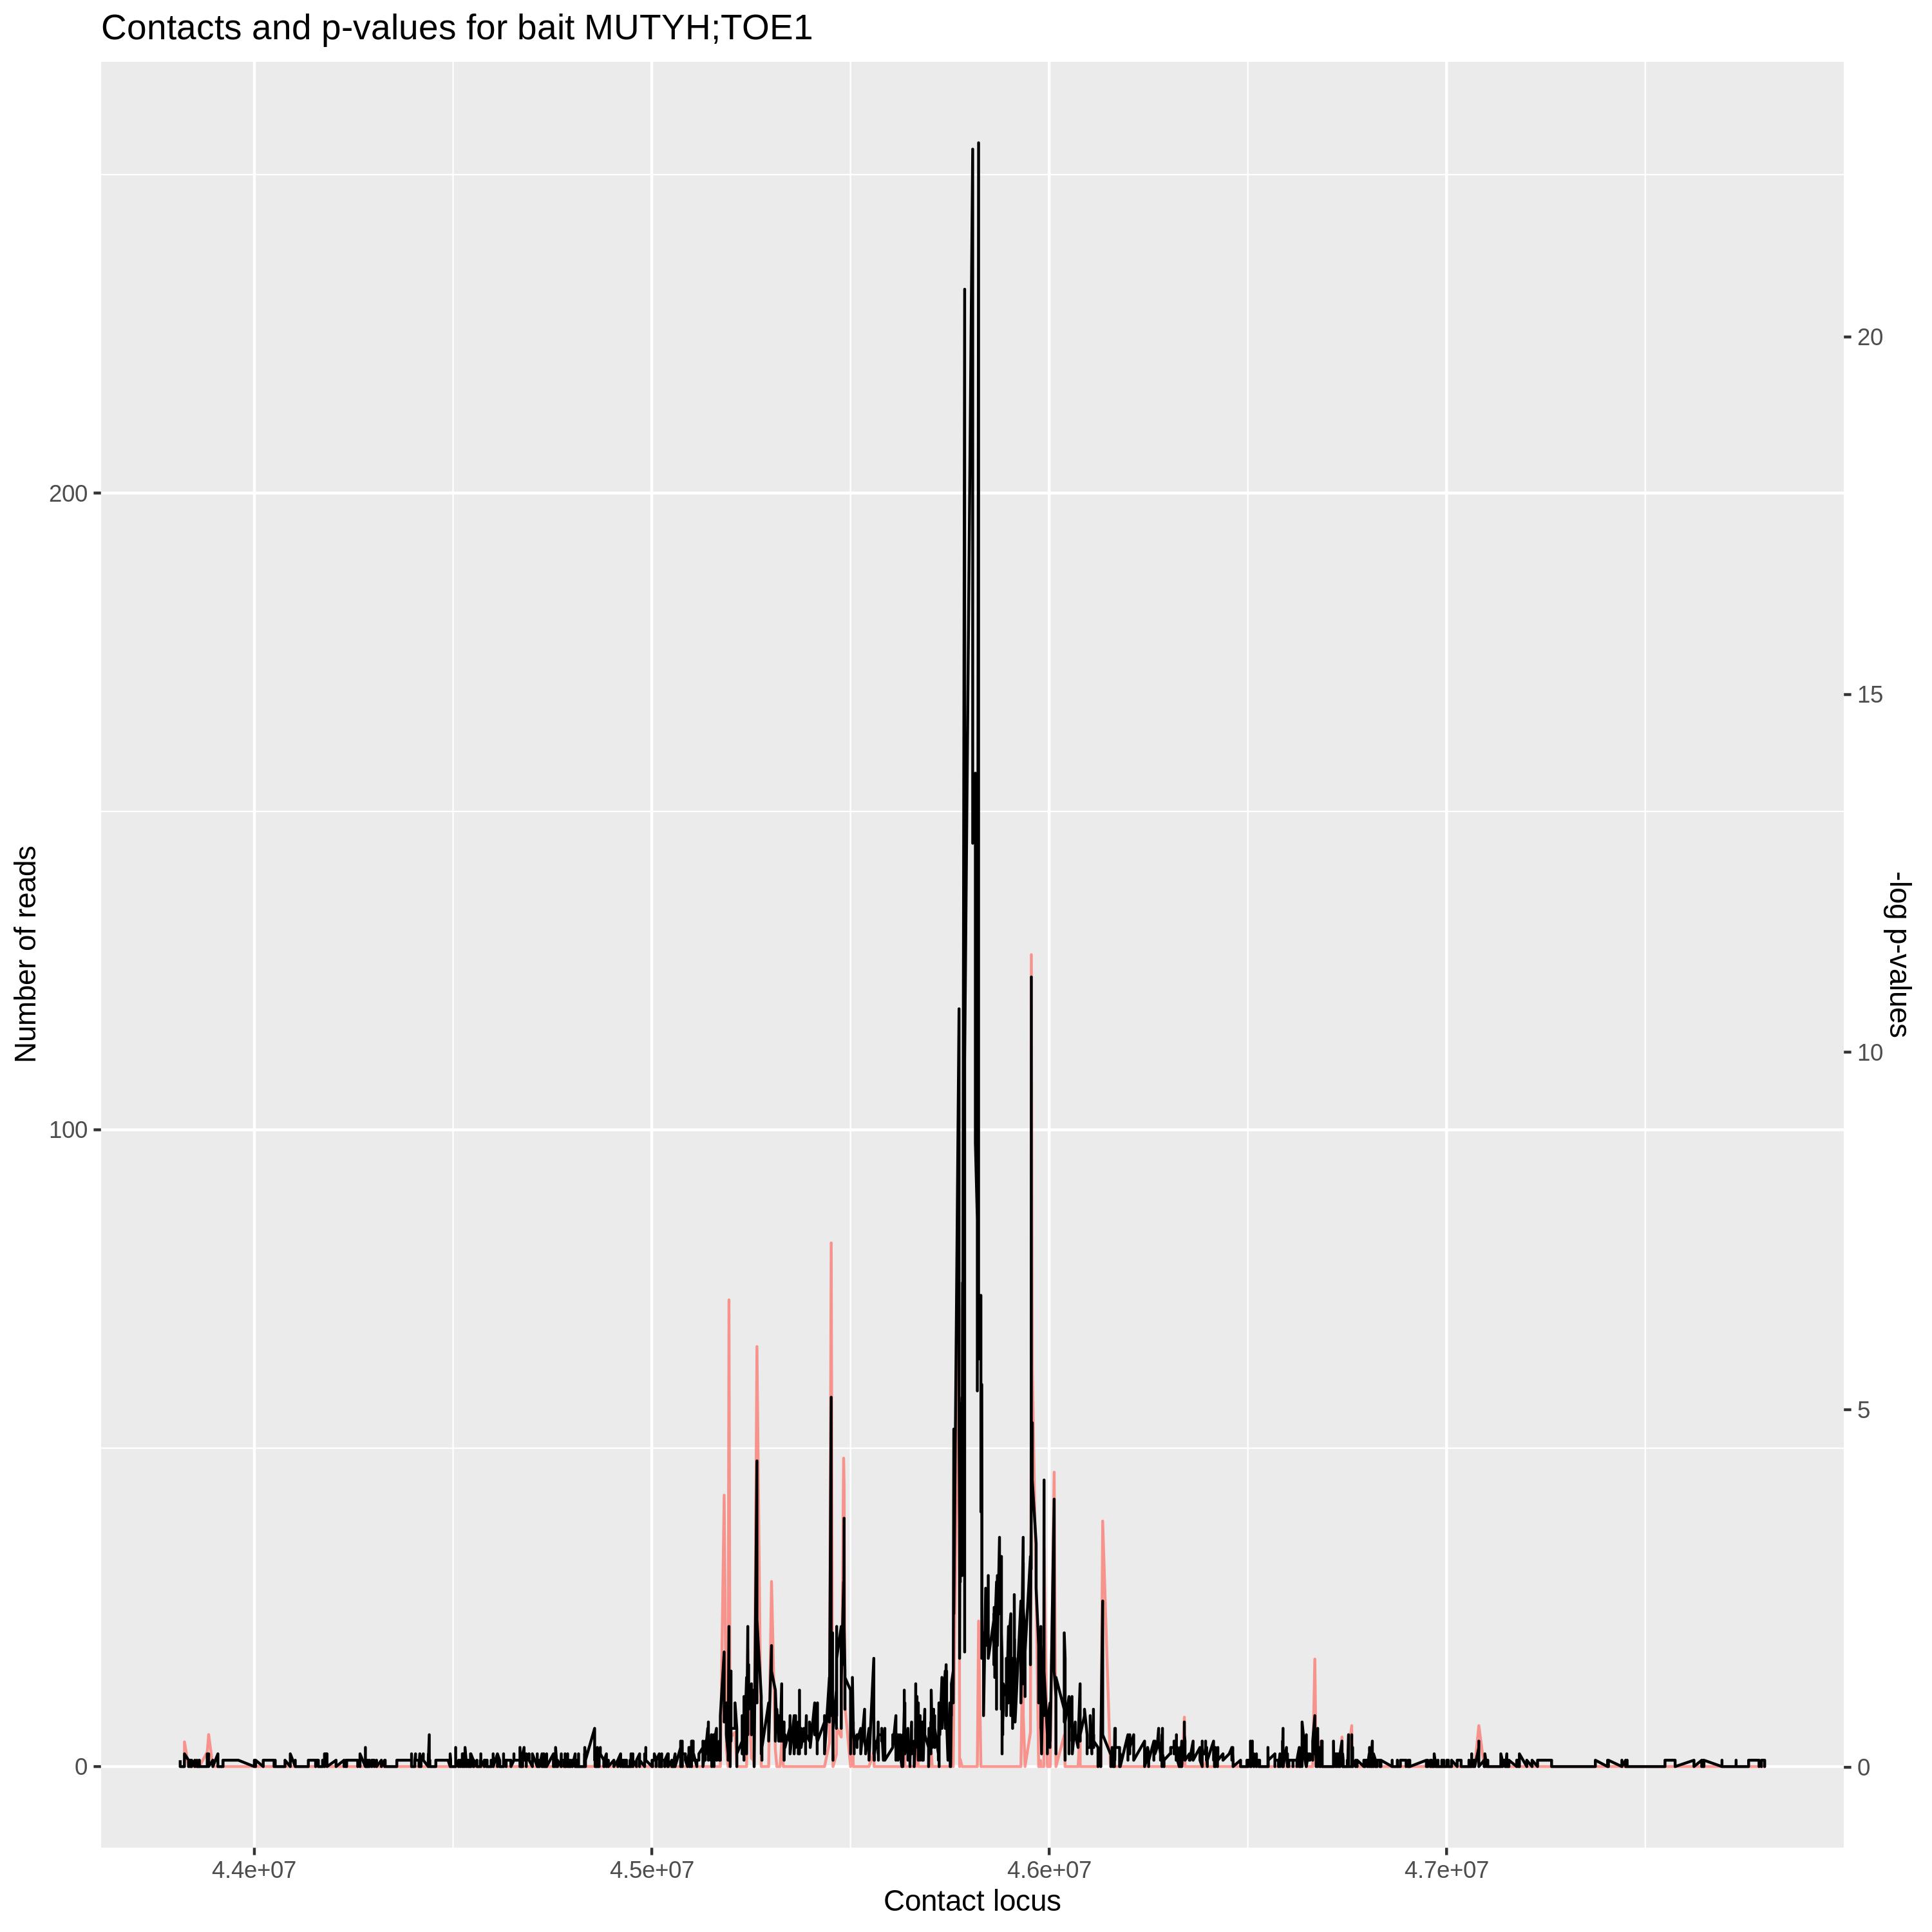 Contacts and p-values for bait MUTYH;TOE1
Number of reads
200
100
0
20
15
10
5
0
-log p-values
4.4e+07
4.5e+07
4.6e+07
4.7e+07
Contact locus